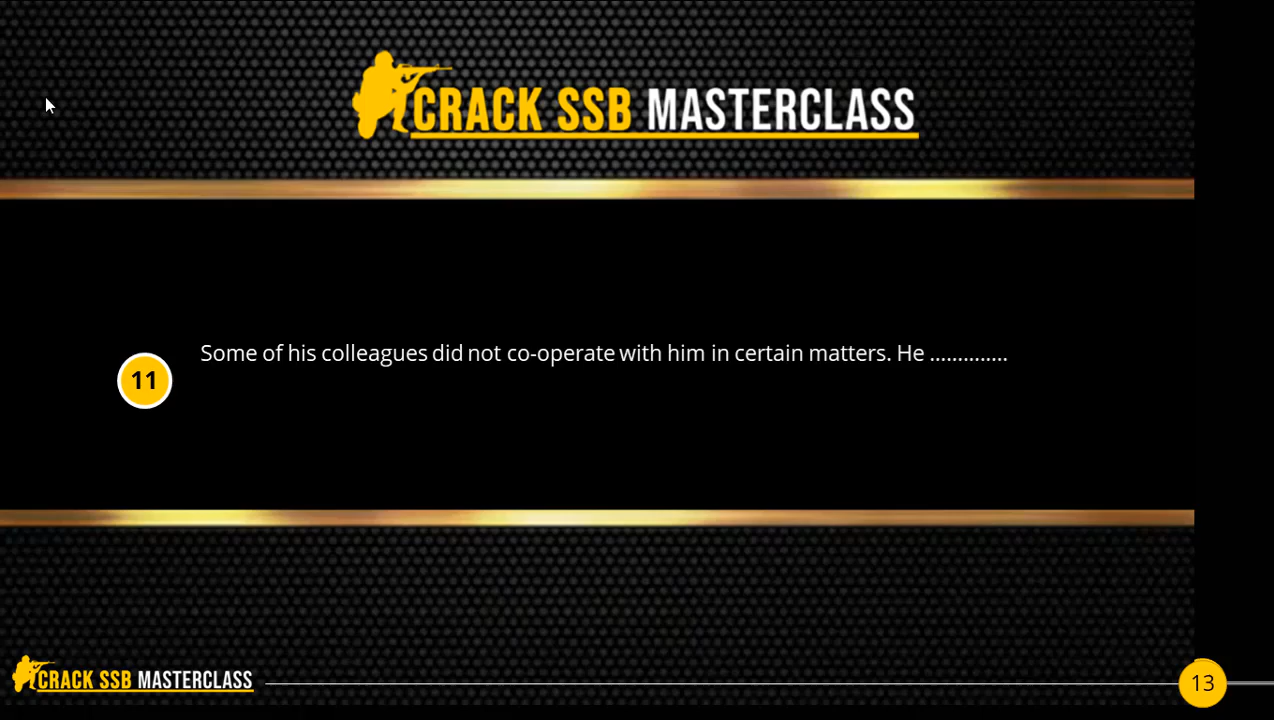 CRACK SSB MASTERCLASS
Some of his colleagues did not co-operate with him in certain matters. He ..............
11
CRACK SSB MASTERCLASS
13